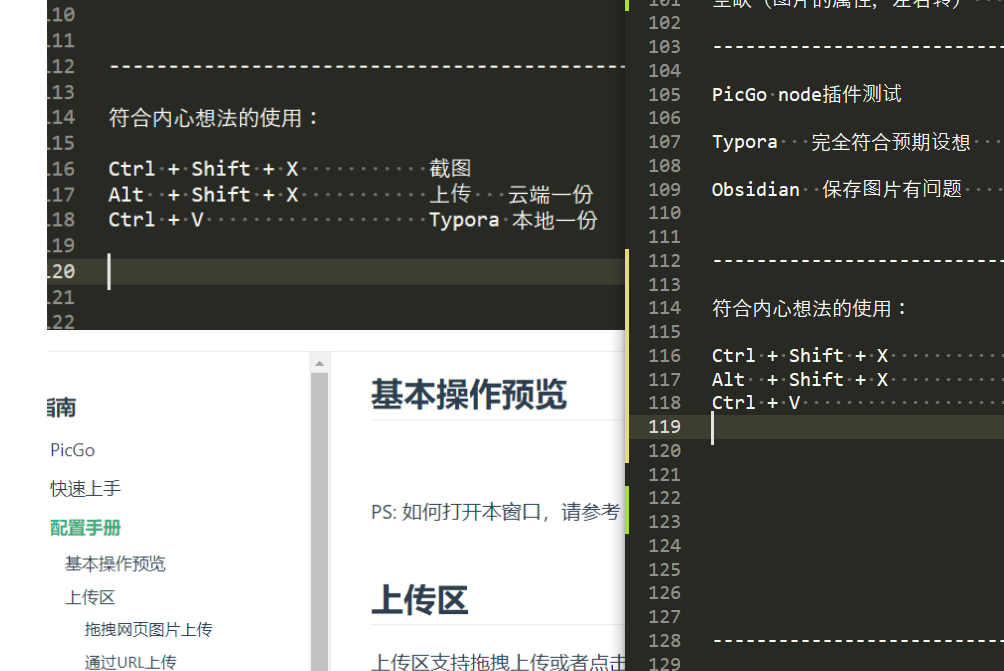 110
111
112 ----------------------------------------------
113
114 符合内心想法的使用：
115
116 Ctrl + Shift + X 截图
117 Alt + Shift + X 上传 云端一份
118 Ctrl + V Typora 本地一份
119
120
121
122
指南
PicGo
快速上手
配置手册
基本操作预览
上传区
拖拽网页图片上传
通过URL上传
基本操作预览
PS: 如何打开本窗口，请参考
上传区
上传区支持拖拽上传或者点击
101 (图片的属性, 左右转)
102
103 --------------------------
104
105 PicGo node插件测试
106
107 Typora 完全符合预期设想
108
109 Obsidian 保存图片有问题
110
111
112 --------------------------
113
114 符合内心想法的使用：
115
116 Ctrl + Shift + X
117 Alt + Shift + X
118 Ctrl + V
119
120
121
122
123
124
125
126
127
128 --------------------------
129